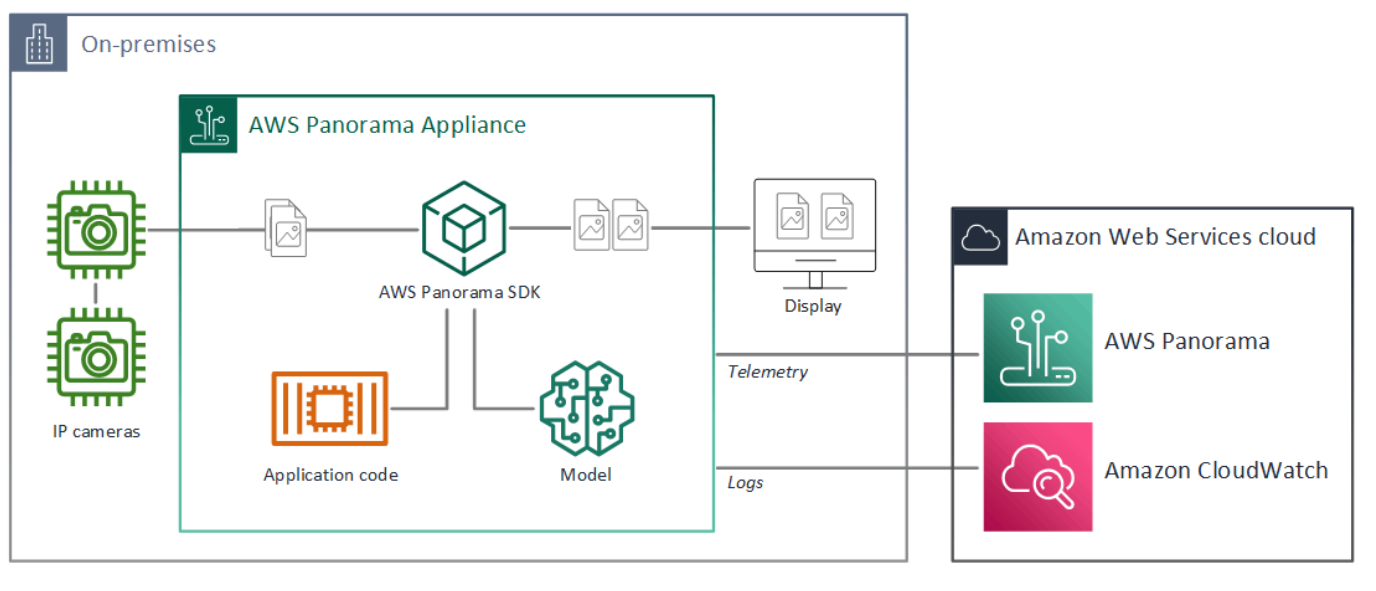 On-premises
AWS Panorama Appliance
AWS Panorama SDK
Display
IP cameras
Application code
Model
Telemetry
Logs
Amazon Web Services cloud
AWS Panorama
Amazon CloudWatch